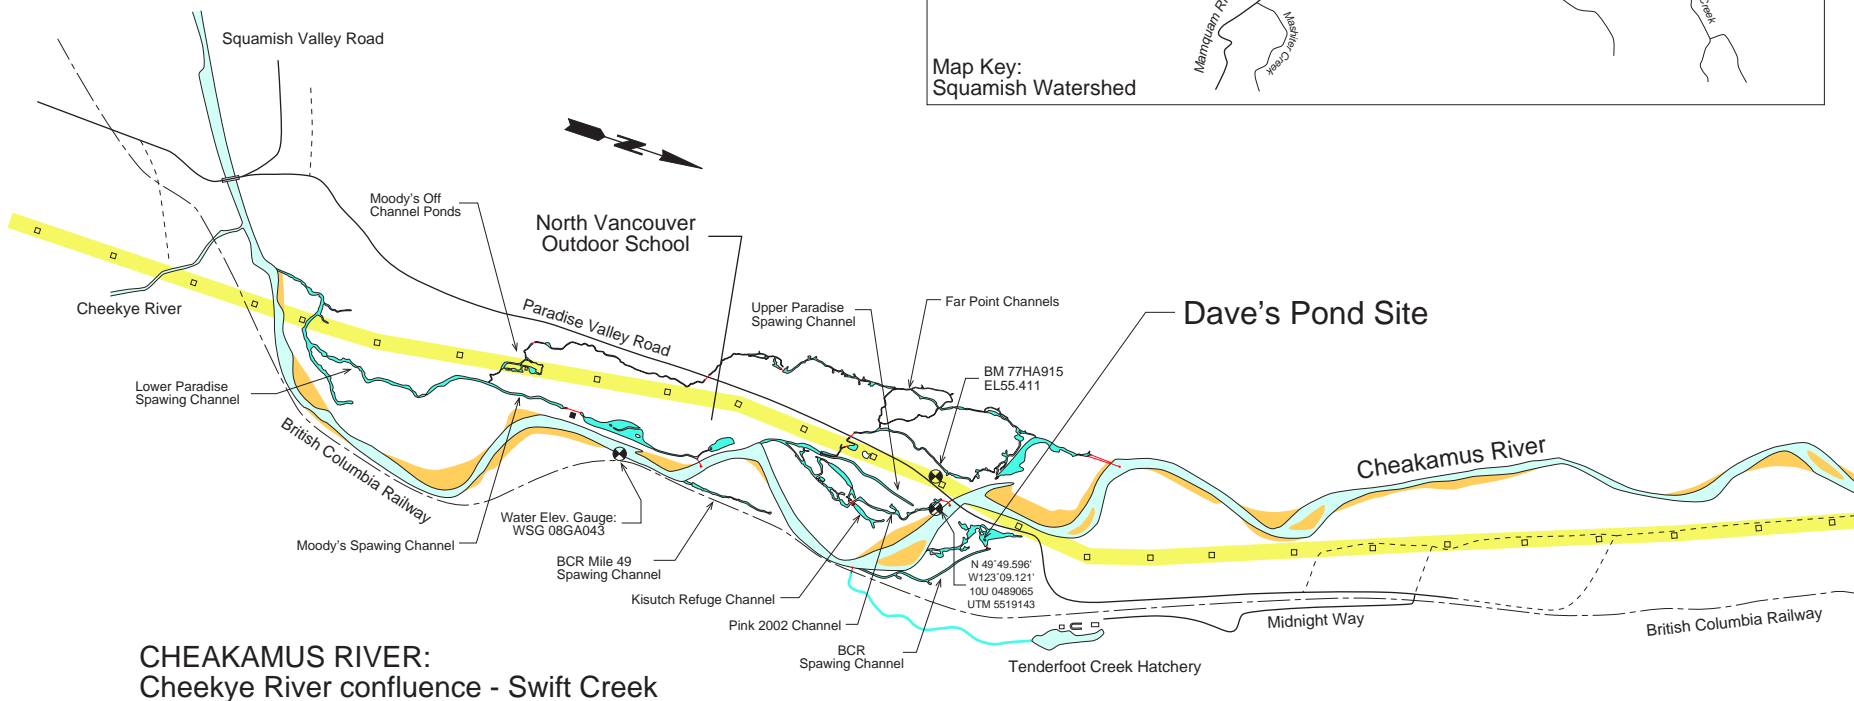 Squamish Valley Road
Mamquam Ri
Mashiter Creek
Creek
Map Key:
Squamish Watershed
Moody's Off
Channel Ponds
North Vancouver
Outdoor School
Cheekye River
Paradise Valley Road
Upper Paradise
Spawing Channel
Far Point Channels
Dave's Pond Site
BM 77HA915
EL55.411
Lower Paradise
Spawing Channel
British Columbia Railway
Cheakamus River
Water Elev. Gauge:
WSG 08GA043
Moody's Spawing Channel
BCR Mile 49
Spawing Channel
Kisutch Refuge Channel
Pink 2002 Channel
BCR
Spawing Channel
N 49°49.596'
W123°09.121'
10U 0489065
UTM 5519143
Midnight Way
British Columbia Railway
Tenderfoot Creek Hatchery
CHEAKAMUS RIVER:
Cheekye River confluence - Swift Creek